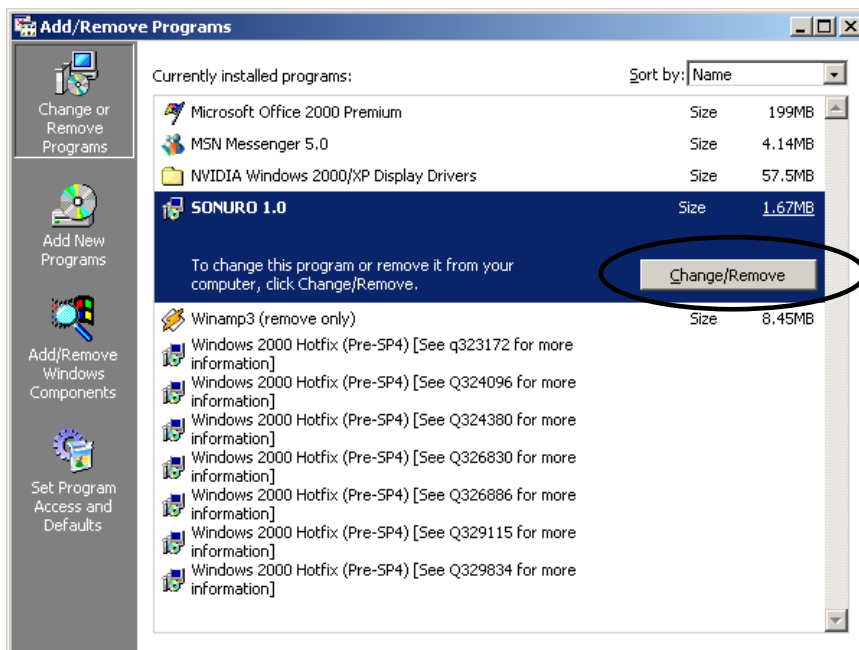 Add/Remove Programs
Change or
Remove
Programs
Add New
Programs
Add/Remove
Windows
Components
Set Program
Access and
Defaults
Currently installed programs:
Sort by: Name
Microsoft Office 2000 Premium Size 199MB
MSN Messenger 5.0 Size 4.14MB
NVIDIA Windows 2000/XP Display Drivers Size 57.5MB
SONURO 1.0 Size 1.67MB
To change this program or remove it from your
computer, click Change/Remove.
Change/Remove
Winamp3 (remove only) Size 8.45MB
Windows 2000 Hotfix (Pre-SP4) [See q323172 for more
information]
Windows 2000 Hotfix (Pre-SP4) [See Q324096 for more
information]
Windows 2000 Hotfix (Pre-SP4) [See Q324380 for more
information]
Windows 2000 Hotfix (Pre-SP4) [See Q326830 for more
information]
Windows 2000 Hotfix (Pre-SP4) [See Q326886 for more
information]
Windows 2000 Hotfix (Pre-SP4) [See Q329115 for more
information]
Windows 2000 Hotfix (Pre-SP4) [See Q329834 for more
information]